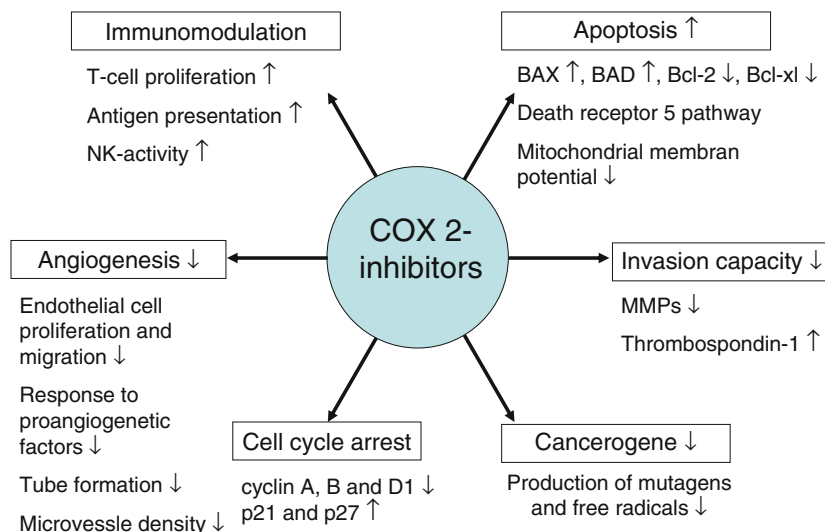 Immunomodulation
T-cell proliferation ↑
Antigen presentation ↑
NK-activity ↑
Apoptosis ↑
BAX ↑, BAD ↑, Bcl-2 ↓, Bcl-xl ↓
Death receptor 5 pathway
Mitochondrial membran
potential ↓
COX 2-
inhibitors
Angiogenesis ↓
Endothelial cell
proliferation and
migration ↓
Response to
proangiogenetic
factors ↓
Tube formation ↓
Microvessle density ↓
Invasion capacity ↓
MMPs ↓
Thrombospondin-1 ↑
Cell cycle arrest
cyclin A, B and D1 ↓
p21 and p27 ↑
Cancerogene ↓
Production of mutagens
and free radicals ↓